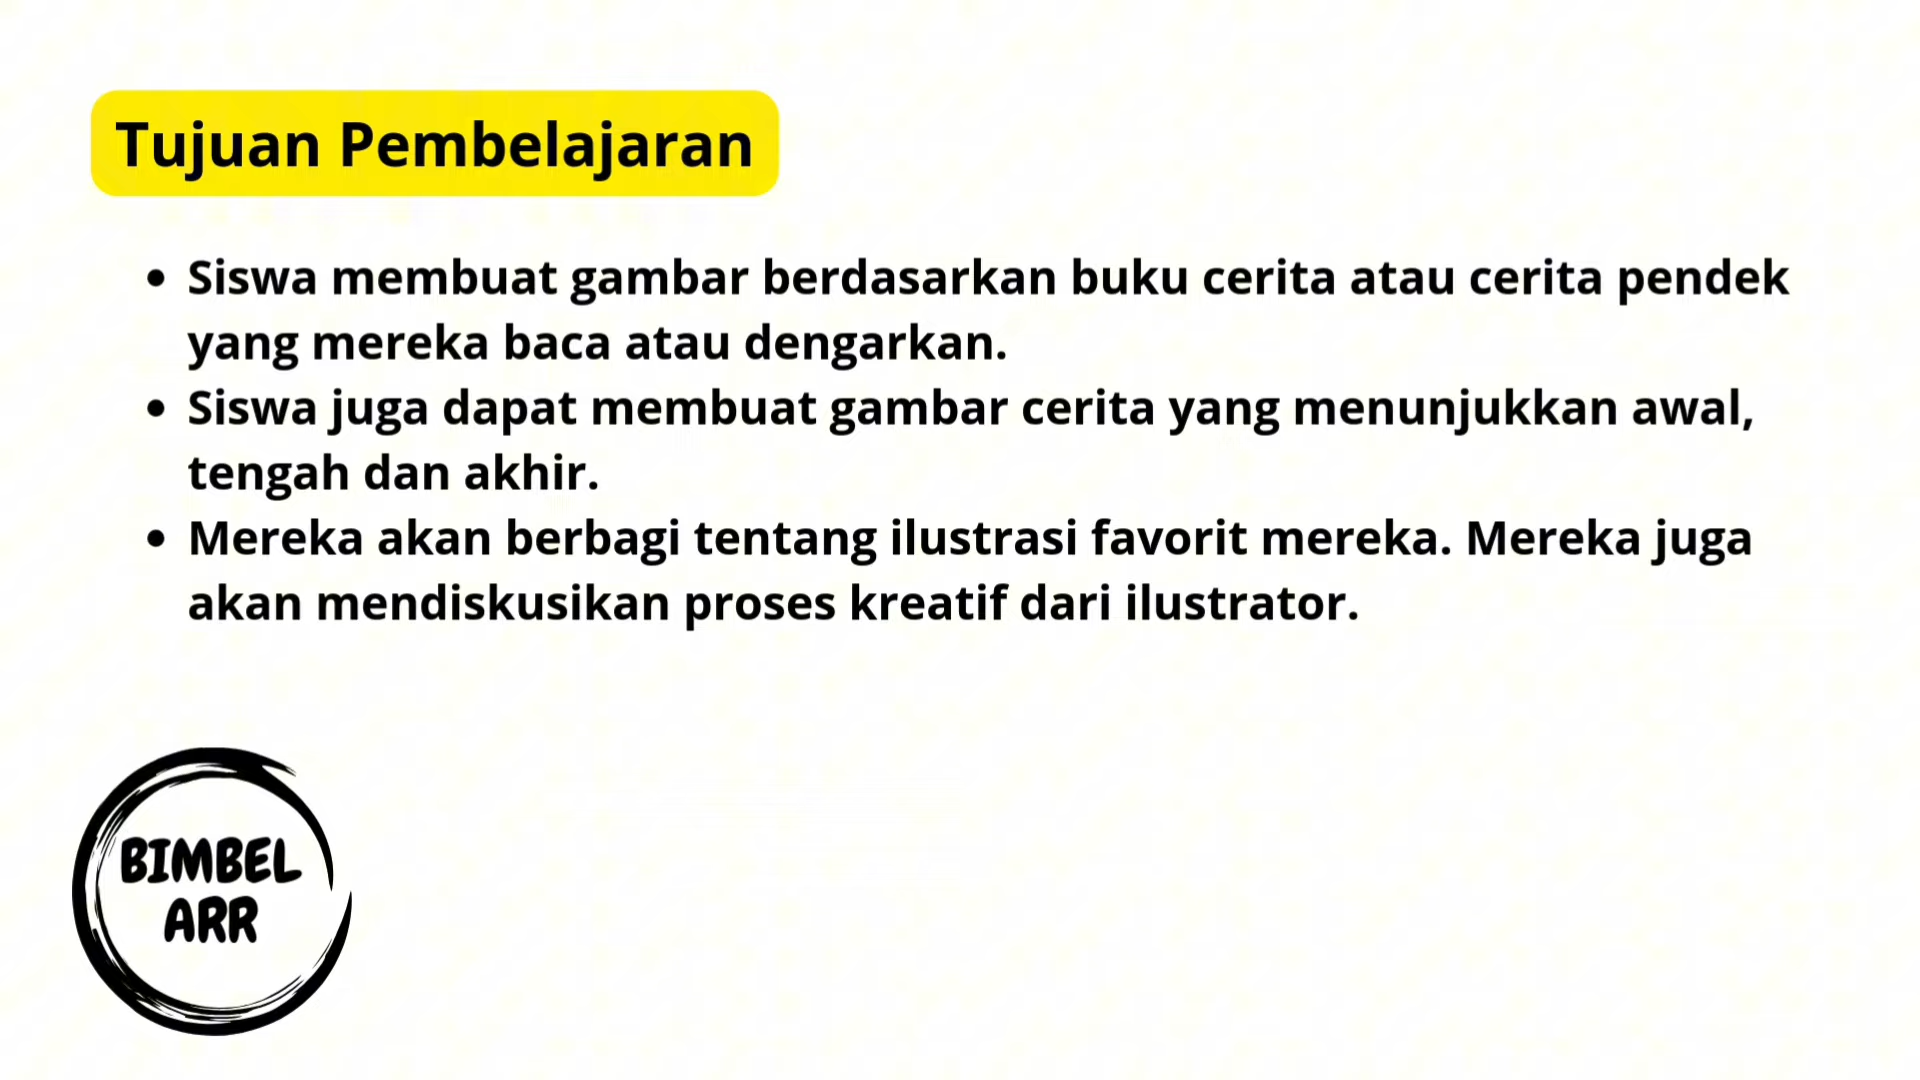 Tujuan Pembelajaran
• Siswa membuat gambar berdasarkan buku cerita atau cerita pendek
yang mereka baca atau dengarkan.
• Siswa juga dapat membuat gambar cerita yang menunjukkan awal,
tengah dan akhir.
• Mereka akan berbagi tentang ilustrasi favorit mereka. Mereka juga
akan mendiskusikan proses kreatif dari ilustrator.
BIMBEL
ARR